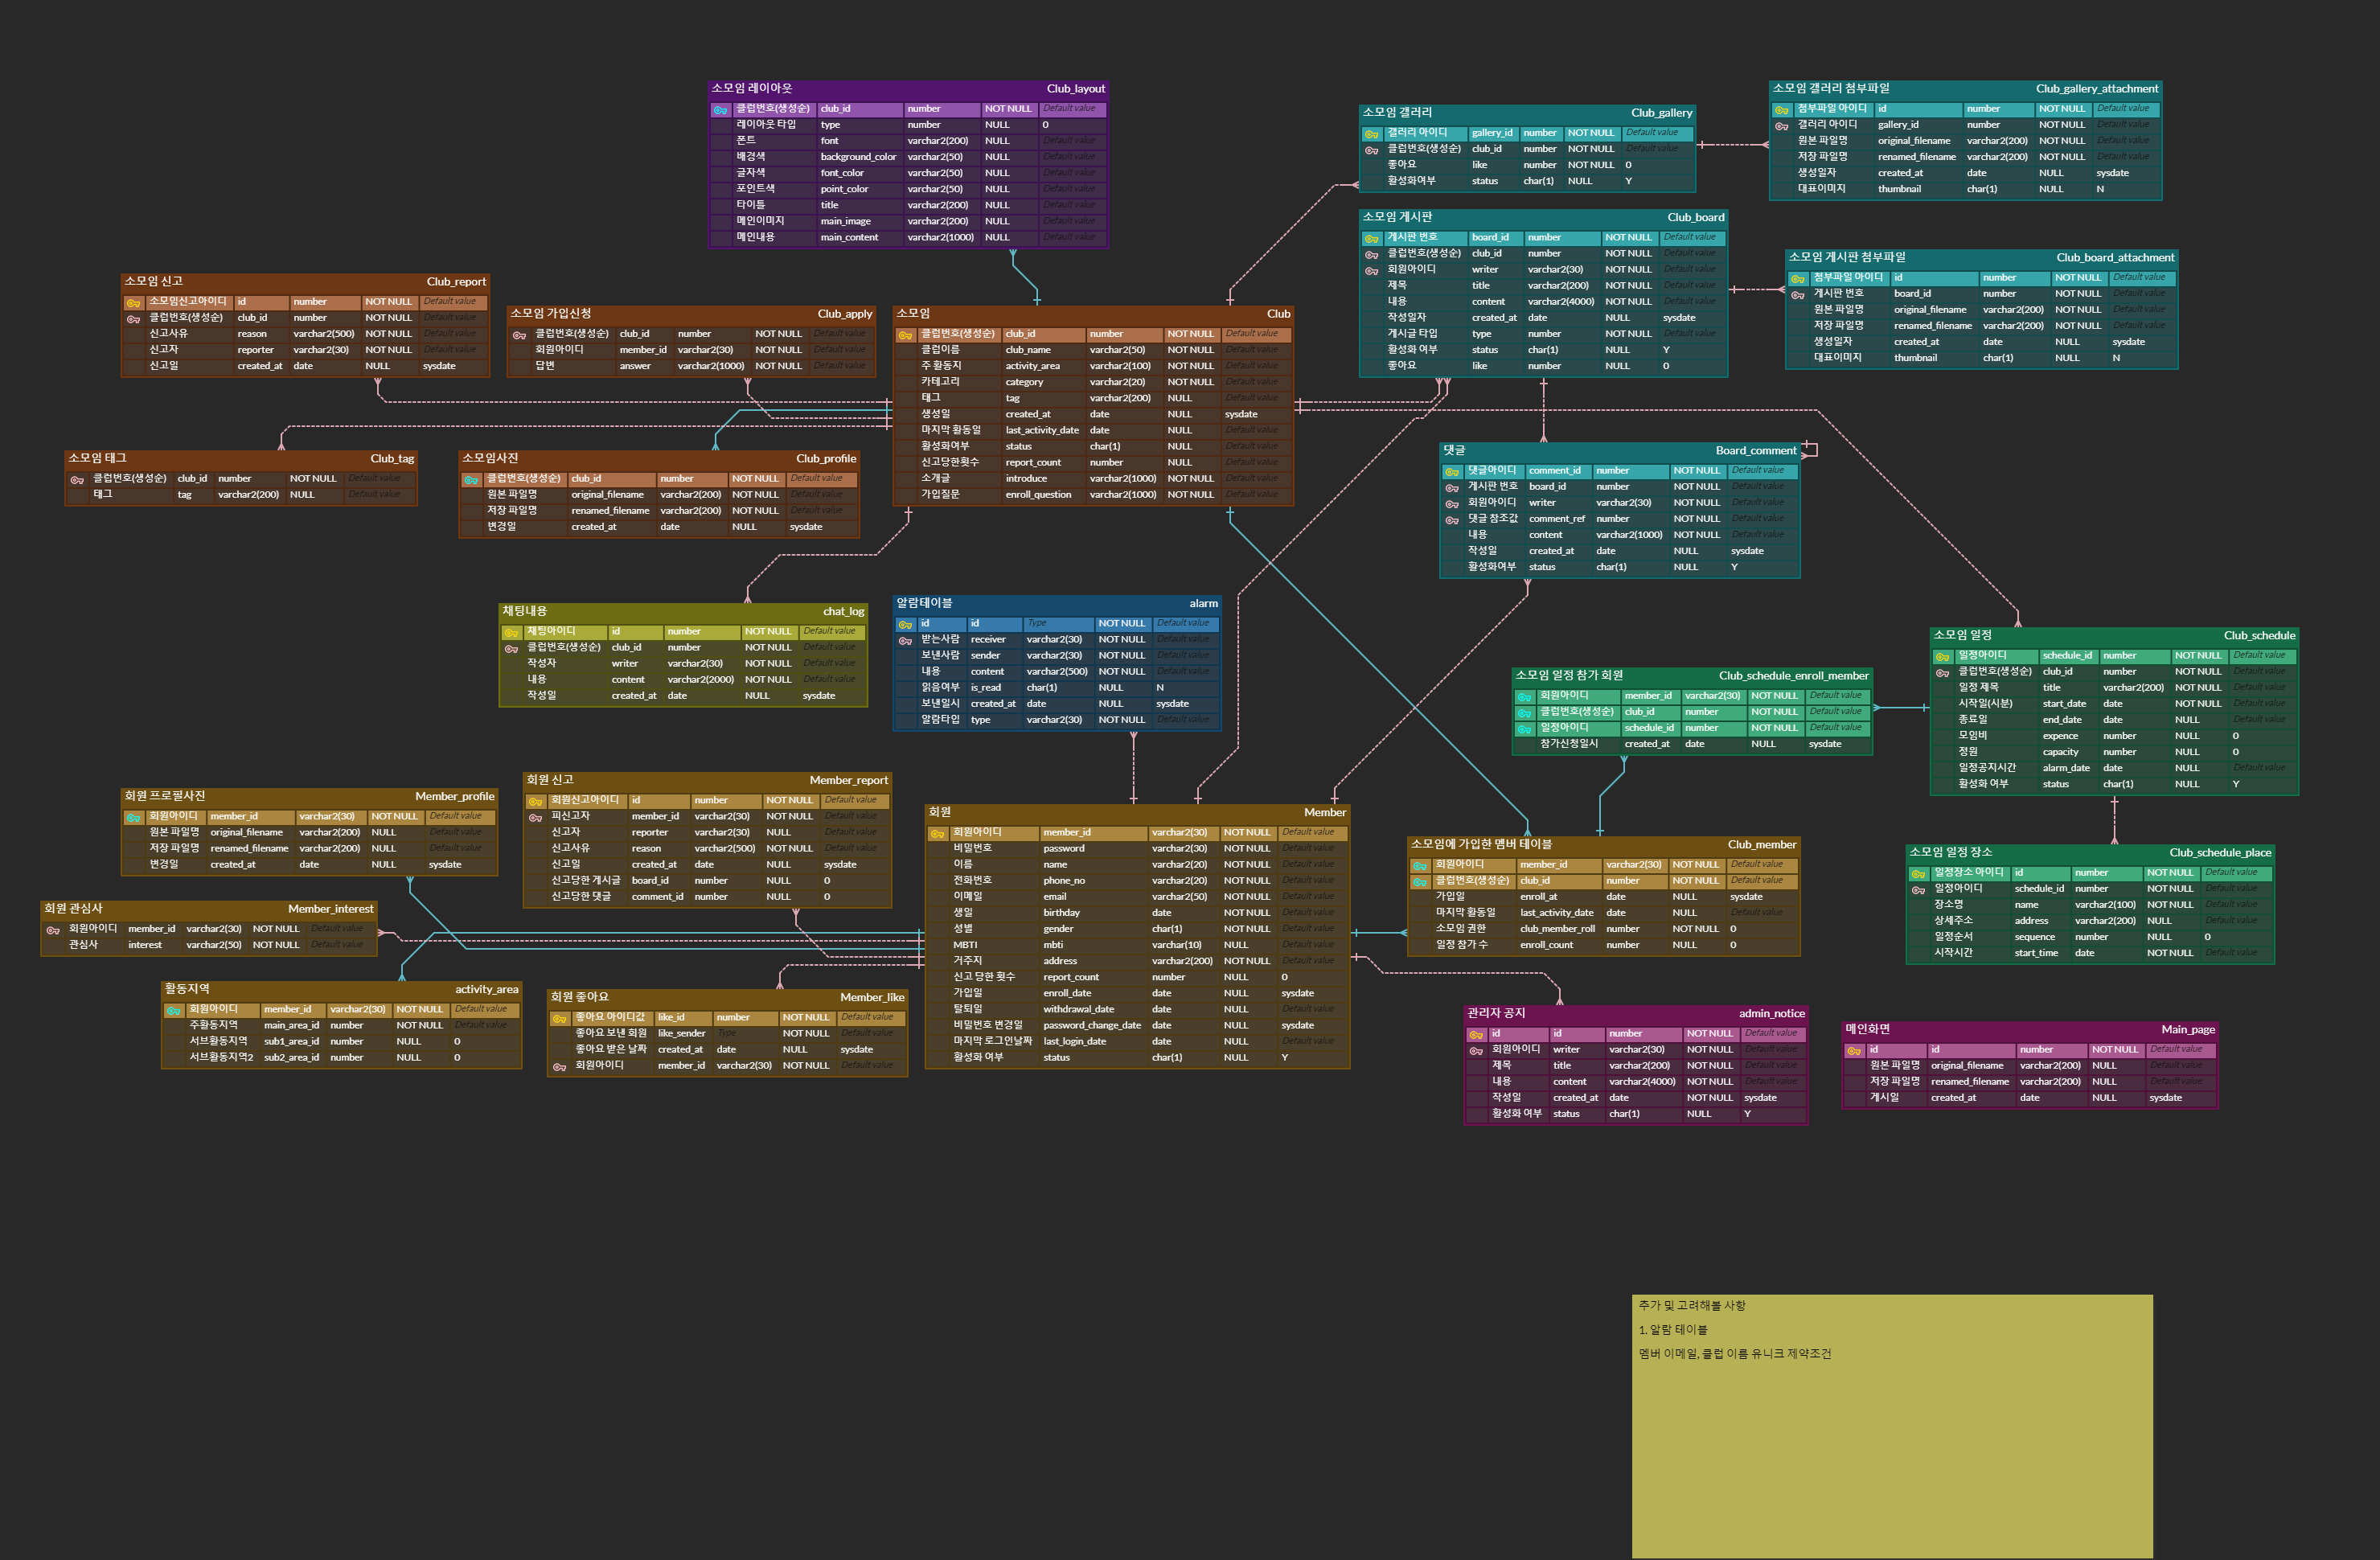 소모임 레이아웃 Club_layout
클럽번호(생성순) club_id number NOT NULL Default value
레이아웃 타입 type number NULL 0
폰트 font varchar2(200) NULL Default value
배경색 background_color varchar2(50) NULL Default value
글자색 font_color varchar2(50) NULL Default value
포인트색 point_color varchar2(50) NULL Default value
타이틀 title varchar2(200) NULL Default value
메인이미지 main_image varchar2(200) NULL Default value
메인내용 main_content varchar2(1000) NULL Default value
소모임 갤러리 Club_gallery
갤러리 아이디 gallery_id number NOT NULL Default value
클럽번호(생성순) club_id number NOT NULL Default value
좋아요 like number NOT NULL 0
활성화여부 status char(1) NULL Y
소모임 갤러리 첨부파일 Club_gallery_attachment
첨부파일 아이디 id number NOT NULL Default value
갤러리 아이디 gallery_id number NOT NULL Default value
원본 파일명 original_filename varchar2(200) NOT NULL Default value
저장 파일명 renamed_filename varchar2(200) NOT NULL Default value
생성일자 created_at date NULL sysdate
대표이미지 thumbnail char(1) NULL N
소모임 게시판 Club_board
게시판 번호 board_id number NOT NULL Default value
클럽번호(생성순) club_id number NOT NULL Default value
회원아이디 writer varchar2(30) NOT NULL Default value
제목 title varchar2(200) NOT NULL Default value
내용 content varchar2(4000) NOT NULL Default value
작성일자 created_at date NULL sysdate
게시글 타입 type number NOT NULL Default value
활성화 여부 status char(1) NULL Y
좋아요 like number NULL 0
소모임 게시판 첨부파일 Club_board_attachment
첨부파일 아이디 id number NOT NULL Default value
게시판 번호 board_id number NOT NULL Default value
원본 파일명 original_filename varchar2(200) NOT NULL Default value
저장 파일명 renamed_filename varchar2(200) NOT NULL Default value
생성일자 created_at date NULL sysdate
대표이미지 thumbnail char(1) NULL N
소모임 신고 Club_report
소모임신고아이디 id number NOT NULL Default value
클럽번호(생성순) club_id number NOT NULL Default value
신고사유 reason varchar2(500) NOT NULL Default value
신고자 reporter varchar2(30) NOT NULL Default value
신고일 created_at date NULL sysdate
소모임 가입신청 Club_apply
클럽번호(생성순) club_id number NOT NULL Default value
회원아이디 member_id varchar2(30) NOT NULL Default value
답변 answer varchar2(1000) NOT NULL Default value
소모임 Club
클럽번호(생성순) club_id number NOT NULL Default value
클럽이름 club_name varchar2(50) NOT NULL Default value
주 활동지 activity_area varchar2(100) NOT NULL Default value
카테고리 category varchar2(20) NOT NULL Default value
태그 tag varchar2(200) NULL Default value
생성일 created_at date NULL sysdate
마지막 활동일 last_activity_date date NULL Default value
활성화여부 status char(1) NULL Default value
신고당한횟수 report_count number NULL Default value
소개글 introduce varchar2(1000) NULL Default value
가입질문 enroll_question varchar2(1000) NULL Default value
소모임 태그 Club_tag
클럽번호(생성순) club_id number NOT NULL Default value
태그 tag varchar2(200) NULL Default value
소모임사진 Club_profile
클럽번호(생성순) club_id number NOT NULL Default value
원본 파일명 original_filename varchar2(200) NOT NULL Default value
저장 파일명 renamed_filename varchar2(200) NOT NULL Default value
변경일 created_at date NULL sysdate
댓글 Board_comment
댓글아이디 comment_id number NOT NULL Default value
게시판 번호 board_id number NOT NULL Default value
회원아이디 writer varchar2(30) NOT NULL Default value
댓글 참조값 comment_ref number NOT NULL Default value
내용 content varchar2(1000) NOT NULL Default value
작성일 created_at date NULL sysdate
활성화여부 status char(1) NULL Y
채팅내용 chat_log
채팅아이디 id number NOT NULL Default value
클럽번호(생성순) club_id number NOT NULL Default value
작성자 writer varchar2(30) NOT NULL Default value
내용 content varchar2(2000) NOT NULL Default value
작성일 created_at date NULL sysdate
알람테이블 alarm
id id Type NOT NULL Default value
받는사람 receiver varchar2(30) NOT NULL Default value
보낸사람 sender varchar2(30) NOT NULL Default value
내용 content varchar2(500) NOT NULL Default value
읽음여부 is_read char(1) NULL N
보낸일시 created_at date NULL sysdate
알람타입 type varchar2(30) NOT NULL Default value
소모임 일정 Club_schedule
일정아이디 schedule_id number NOT NULL Default value
클럽번호(생성순) club_id number NOT NULL Default value
일정 제목 title varchar2(200) NOT NULL Default value
시작일(시분) start_date date NOT NULL Default value
종료일 end_date date NULL Default value
모임비 expence number NULL 0
정원 capacity number NULL 0
일정공지시간 alarm_date date NULL Default value
활성화 여부 status char(1) NULL Y
소모임 일정 참가 회원 Club_schedule_enroll_member
회원아이디 member_id varchar2(30) NOT NULL Default value
클럽번호(생성순) club_id number NOT NULL Default value
일정아이디 schedule_id number NOT NULL Default value
참가신청일시 created_at date NULL sysdate
회원 프로필사진 Member_profile
회원아이디 member_id varchar2(30) NOT NULL Default value
원본 파일명 original_filename varchar2(200) NULL Default value
저장 파일명 renamed_filename varchar2(200) NULL Default value
변경일 created_at date NULL sysdate
회원 신고 Member_report
회원신고아이디 id number NOT NULL Default value
피신고자 member_id varchar2(30) NOT NULL Default value
신고자 reporter varchar2(30) NULL Default value
신고사유 reason varchar2(500) NOT NULL Default value
신고일 created_at date NULL sysdate
신고당한 게시글 board_id number NULL 0
신고당한 댓글 comment_id number NULL 0
회원 Member
회원아이디 member_id varchar2(30) NOT NULL Default value
비밀번호 password varchar2(30) NOT NULL Default value
이름 name varchar2(20) NOT NULL Default value
전화번호 phone_no varchar2(20) NOT NULL Default value
이메일 email varchar2(50) NOT NULL Default value
생일 birthday date NOT NULL Default value
성별 gender char(1) NOT NULL Default value
MBTI mbti varchar(10) NULL Default value
거주지 address varchar2(200) NOT NULL Default value
신고 당한 횟수 report_count number NULL 0
가입일 enroll_date date NULL sysdate
탈퇴일 withdrawal_date date NULL Default value
비밀번호 변경일 password_change_date date NULL sysdate
마지막 로그인날짜 last_login_date date NULL Default value
활성화 여부 status char(1) NULL Y
소모임에 가입한 멤버 테이블 Club_member
회원아이디 member_id varchar2(30) NOT NULL Default value
클럽번호(생성순) club_id number NOT NULL Default value
가입일 enroll_at date NULL sysdate
마지막 활동일 last_activity_date date NULL Default value
소모임 권한 club_member_roll number NOT NULL 0
일정 참가 수 enroll_count number NULL 0
소모임 일정 장소 Club_schedule_place
일정장소 아이디 id number NOT NULL Default value
일정아이디 schedule_id number NOT NULL Default value
장소명 name varchar2(100) NOT NULL Default value
상세주소 address varchar2(200) NULL Default value
일정순서 sequence number NULL 0
시작시간 start_time date NOT NULL Default value
회원 관심사 Member_interest
회원아이디 member_id varchar2(30) NOT NULL Default value
관심사 interest varchar2(50) NOT NULL Default value
활동지역 activity_area
회원아이디 member_id varchar2(30) NOT NULL Default value
주활동지역 main_area_id number NOT NULL Default value
서브활동지역 sub1_area_id number NULL 0
서브활동지역2 sub2_area_id number NULL 0
회원 좋아요 Member_like
좋아요 아이디값 like_id number NOT NULL Default value
좋아요 보낸 회원 like_sender Type NOT NULL Default value
좋아요 받은 날짜 created_at date NULL sysdate
회원아이디 member_id varchar2(30) NOT NULL Default value
관리자 공지 admin_notice
id id number NOT NULL Default value
회원아이디 writer varchar2(30) NOT NULL Default value
제목 title varchar2(200) NOT NULL Default value
내용 content varchar2(4000) NOT NULL Default value
작성일 created_at date NOT NULL sysdate
활성화 여부 status char(1) NULL Y
메인화면 Main_page
id id number NOT NULL Default value
원본 파일명 original_filename varchar2(200) NULL Default value
저장 파일명 renamed_filename varchar2(200) NULL Default value
게시일 created_at date NULL sysdate
추가 및 고려해볼 사항
1. 알람 테이블
멤버 이메일, 클럽 이름 유니크 제약조건